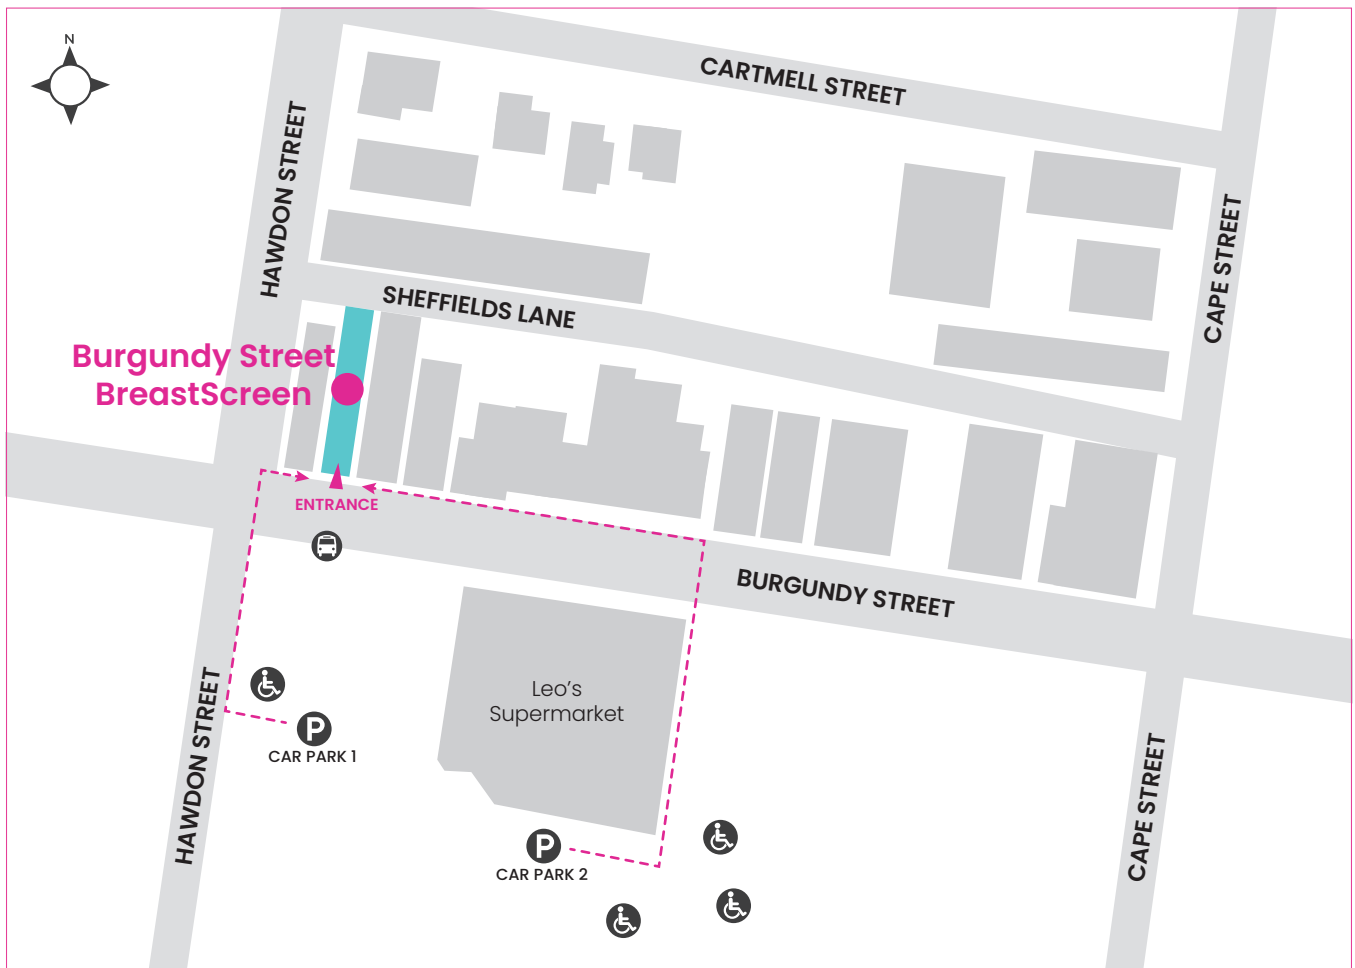 N
CARTMELL STREET
HAWDON STREET
CAPE STREET
SHEFFIELDS LANE
Burgundy Street
BreastScreen
ENTRANCE
BURGUNDY STREET
Leo's
Supermarket
HAWDON STREET
P
CAR PARK 1
CAPE STREET
P
CAR PARK 2